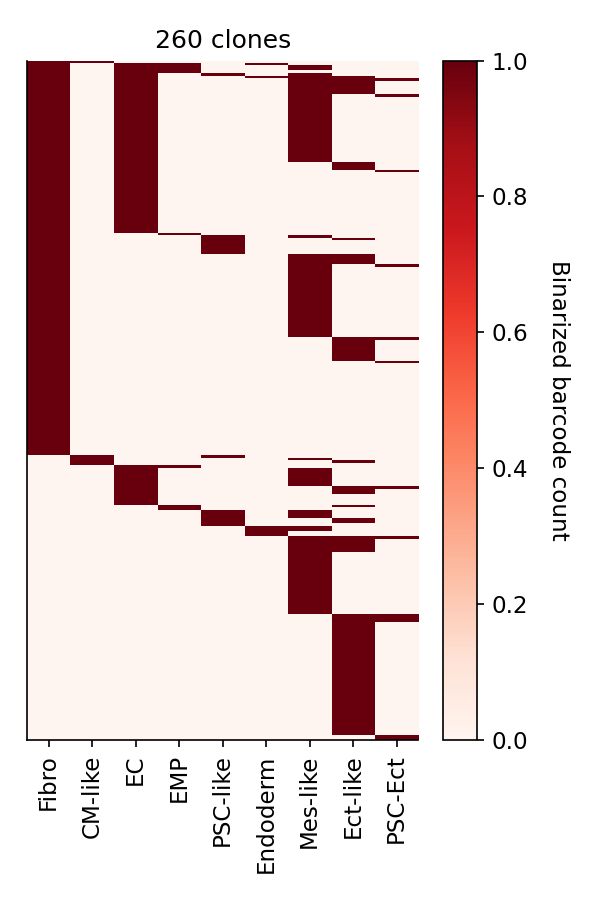 260 clones
1.0
0.8
0.6
0.4
0.2
0.0
Binarized barcode count
Fibro
CM-like
EC
EMP
PSC-like
Endoderm
Mes-like
Ect-like
PSC-Ect